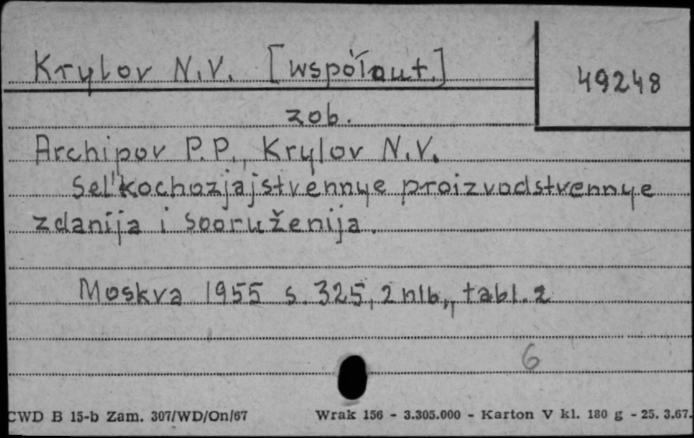 Krylov N.V. [współaut.]
49248
zob.
Archipov P.P., Krylov N.V.
Sel'kochozjajstvennye proizvodstvennye
zdanija i sooruženija.
Moskva 1955 s. 325, 2 nlb., tabl. 2
6
CWD B 15-b Zam. 307/WD/On/67 Wrak 156 - 3.305.000 - Karton V kl. 180 g - 25. 3.67.